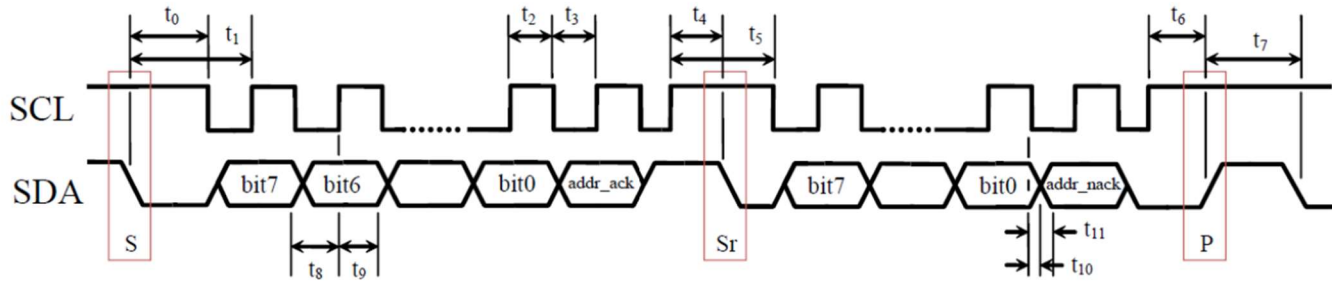 t0 t2 t3 t4 t6
t1 t5 t7
SCL
SDA bit7 bit6 bit0 addr_ack bit7 bit0 addr_nack
S Sr P
t11
t8 t9 t10